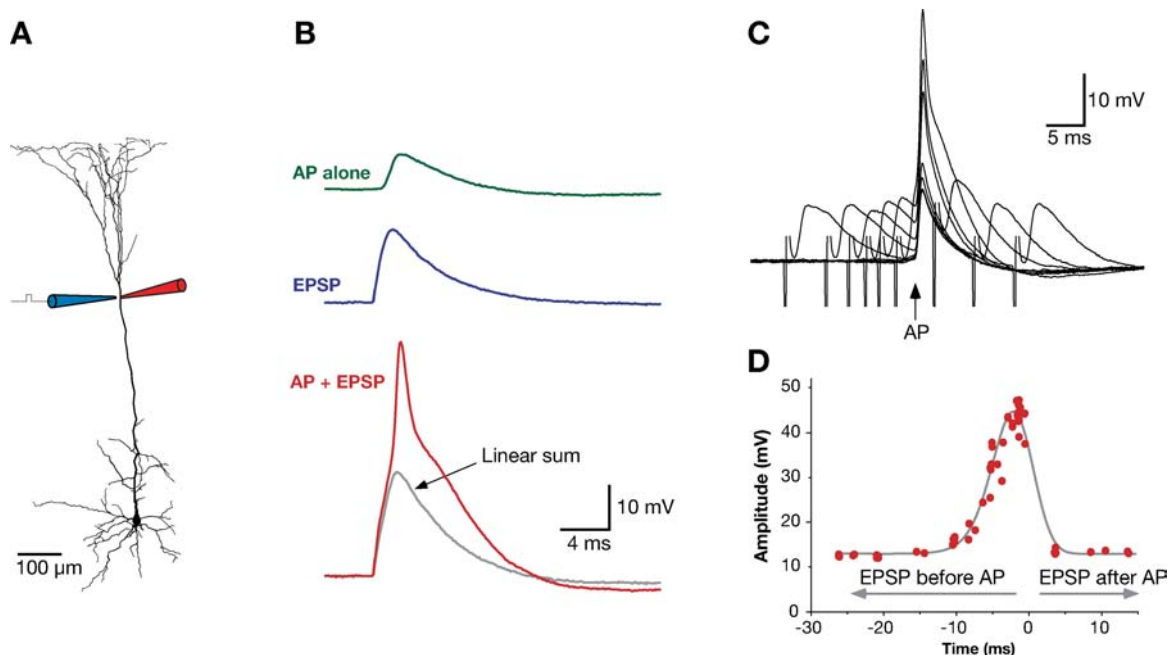 A
100 µm
B
AP alone
EPSP
AP + EPSP
Linear sum
10 mV
4 ms
C
10 mV
5 ms
AP
D
50
40
30
20
10
0
Amplitude (mV)
EPSP before AP
EPSP after AP
-30
-20
-10
0
10
Time (ms)